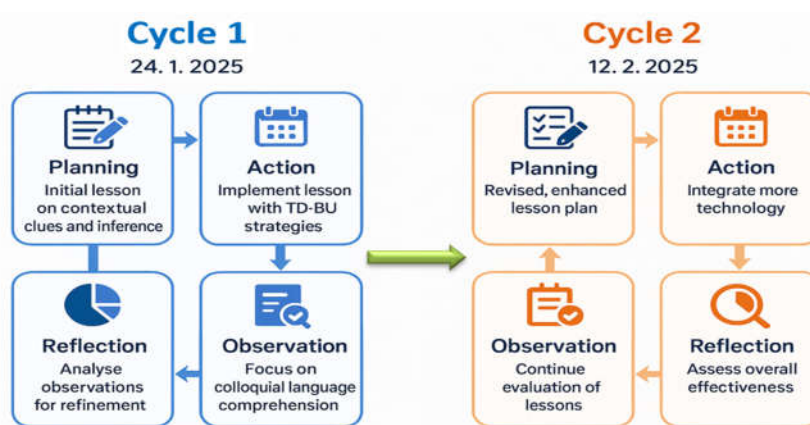 Cycle 1
24. 1. 2025
Planning
Initial lesson
on contextual
clues and inference
Action
Implement lesson
with TD-BU
strategies
Reflection
Analyse
observations
for refinement
Observation
Focus on
colloquial language
comprehension
Cycle 2
12. 2. 2025
Planning
Revised, enhanced
lesson plan
Action
Integrate more
technology
Observation
Continue
evaluation of
lessons
Reflection
Assess overall
effectiveness